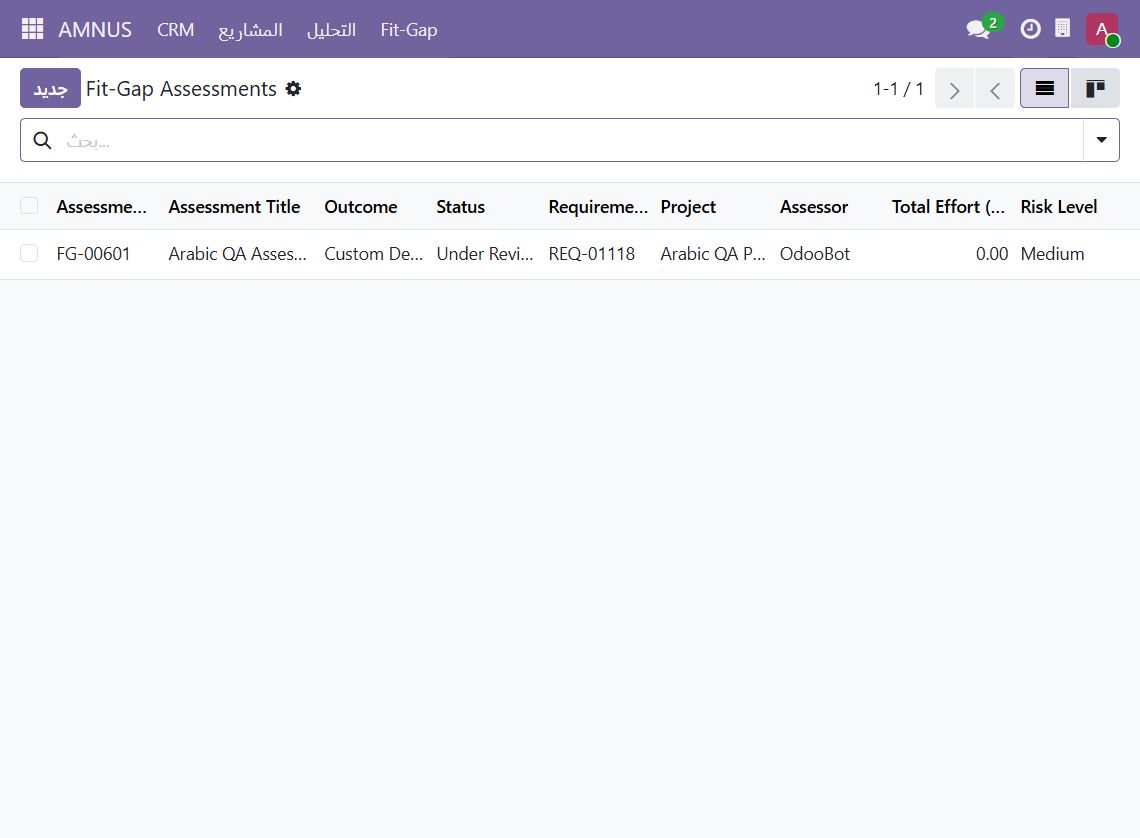 AMNUS CRM المشاريع التحليل Fit-Gap 2 A
جديد Fit-Gap Assessments 1-1 / 1
بحث...
Assessme... Assessment Title Outcome Status Requireme... Project Assessor Total Effort (... Risk Level
FG-00601 Arabic QA Asses... Custom De... Under Revi... REQ-01118 Arabic QA P... OdooBot 0.00 Medium